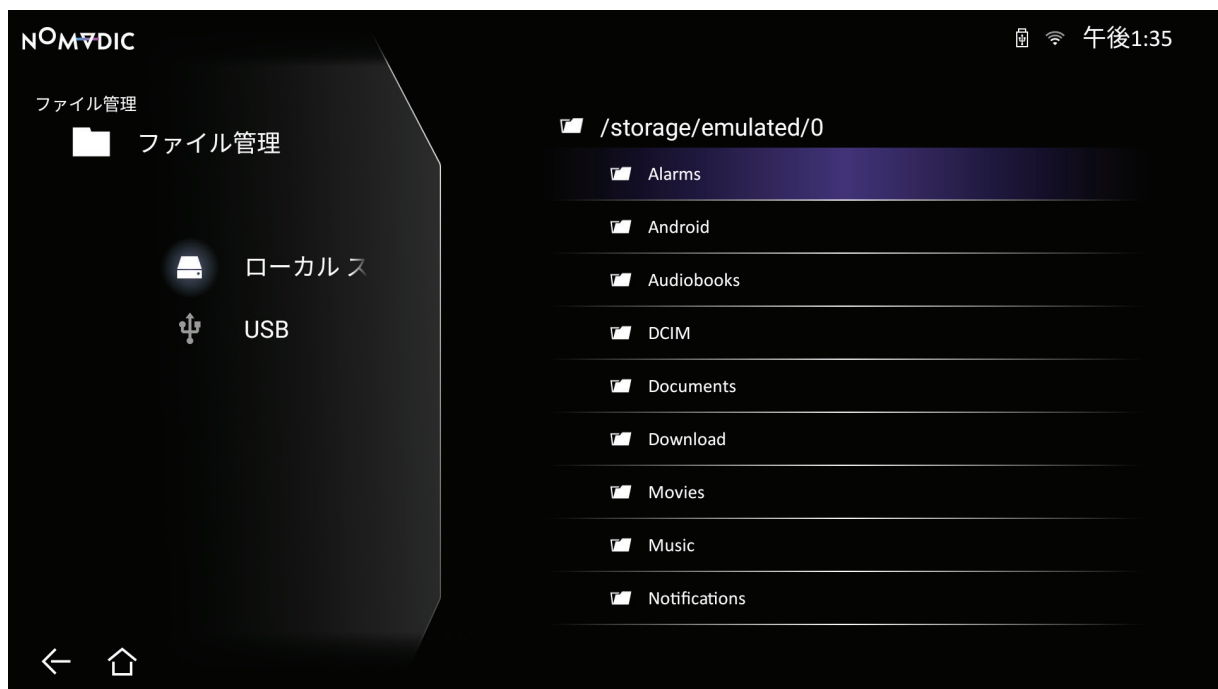 NOMADIC
午後1:35
ファイル管理
ファイル管理
ローカル ス
USB
/storage/emulated/0
Alarms
Android
Audiobooks
DCIM
Documents
Download
Movies
Music
Notifications